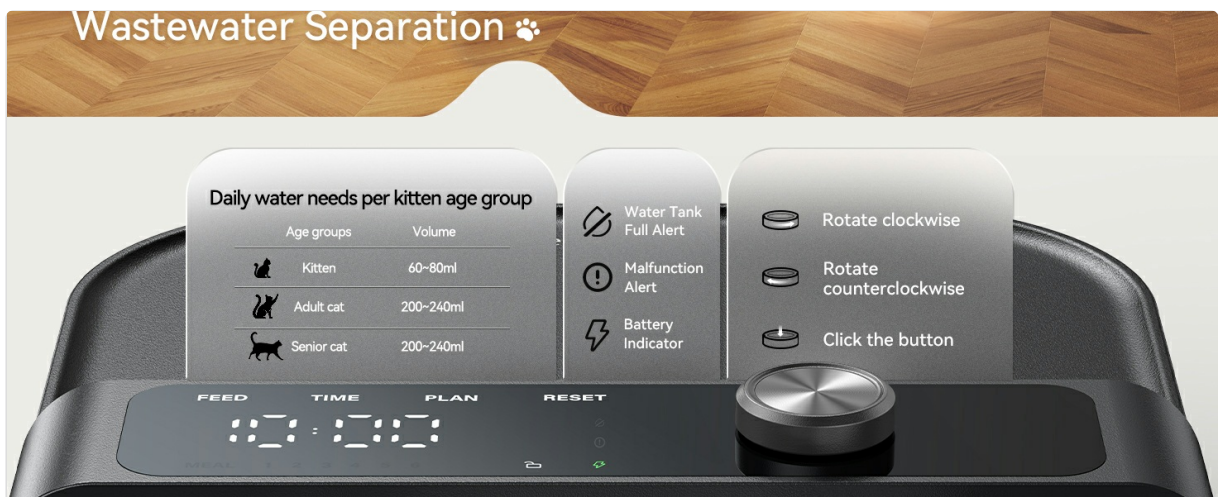 Wastewater Separation
Daily water needs per kitten age group
Age groups Volume
Kitten 60~80ml
Adult cat 200~240ml
Senior cat 200~240ml
Water Tank
Full Alert
Malfunction
Alert
Battery
Indicator
Rotate clockwise
Rotate
counterclockwise
Click the button
FEED TIME PLAN RESET
10:00